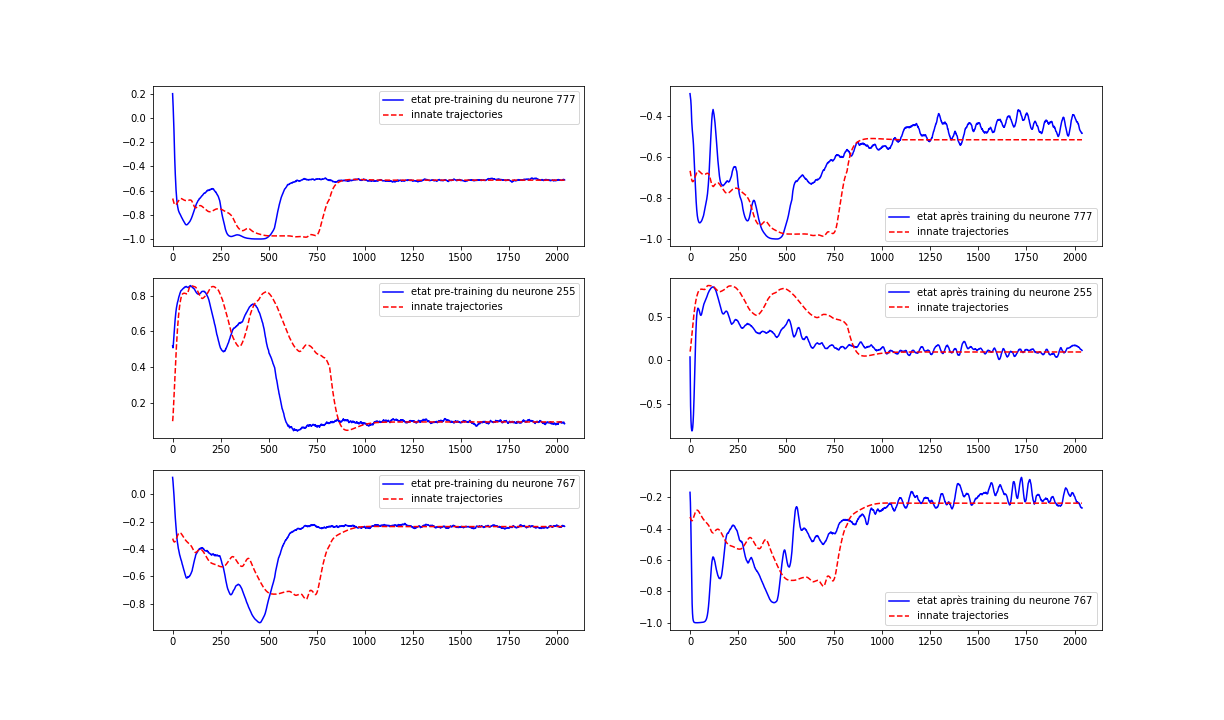 etat pre-training du neurone 777
innate trajectories
0.2
0.0
−0.2
−0.4
−0.6
−0.8
−1.0
0 250 500 750 1000 1250 1500 1750 2000
etat après training du neurone 777
innate trajectories
−0.4
−0.6
−0.8
−1.0
0 250 500 750 1000 1250 1500 1750 2000
etat pre-training du neurone 255
innate trajectories
0.8
0.6
0.4
0.2
0 250 500 750 1000 1250 1500 1750 2000
etat après training du neurone 255
innate trajectories
0.5
0.0
−0.5
0 250 500 750 1000 1250 1500 1750 2000
etat pre-training du neurone 767
innate trajectories
0.0
−0.2
−0.4
−0.6
−0.8
0 250 500 750 1000 1250 1500 1750 2000
etat après training du neurone 767
innate trajectories
−0.2
−0.4
−0.6
−0.8
−1.0
0 250 500 750 1000 1250 1500 1750 2000